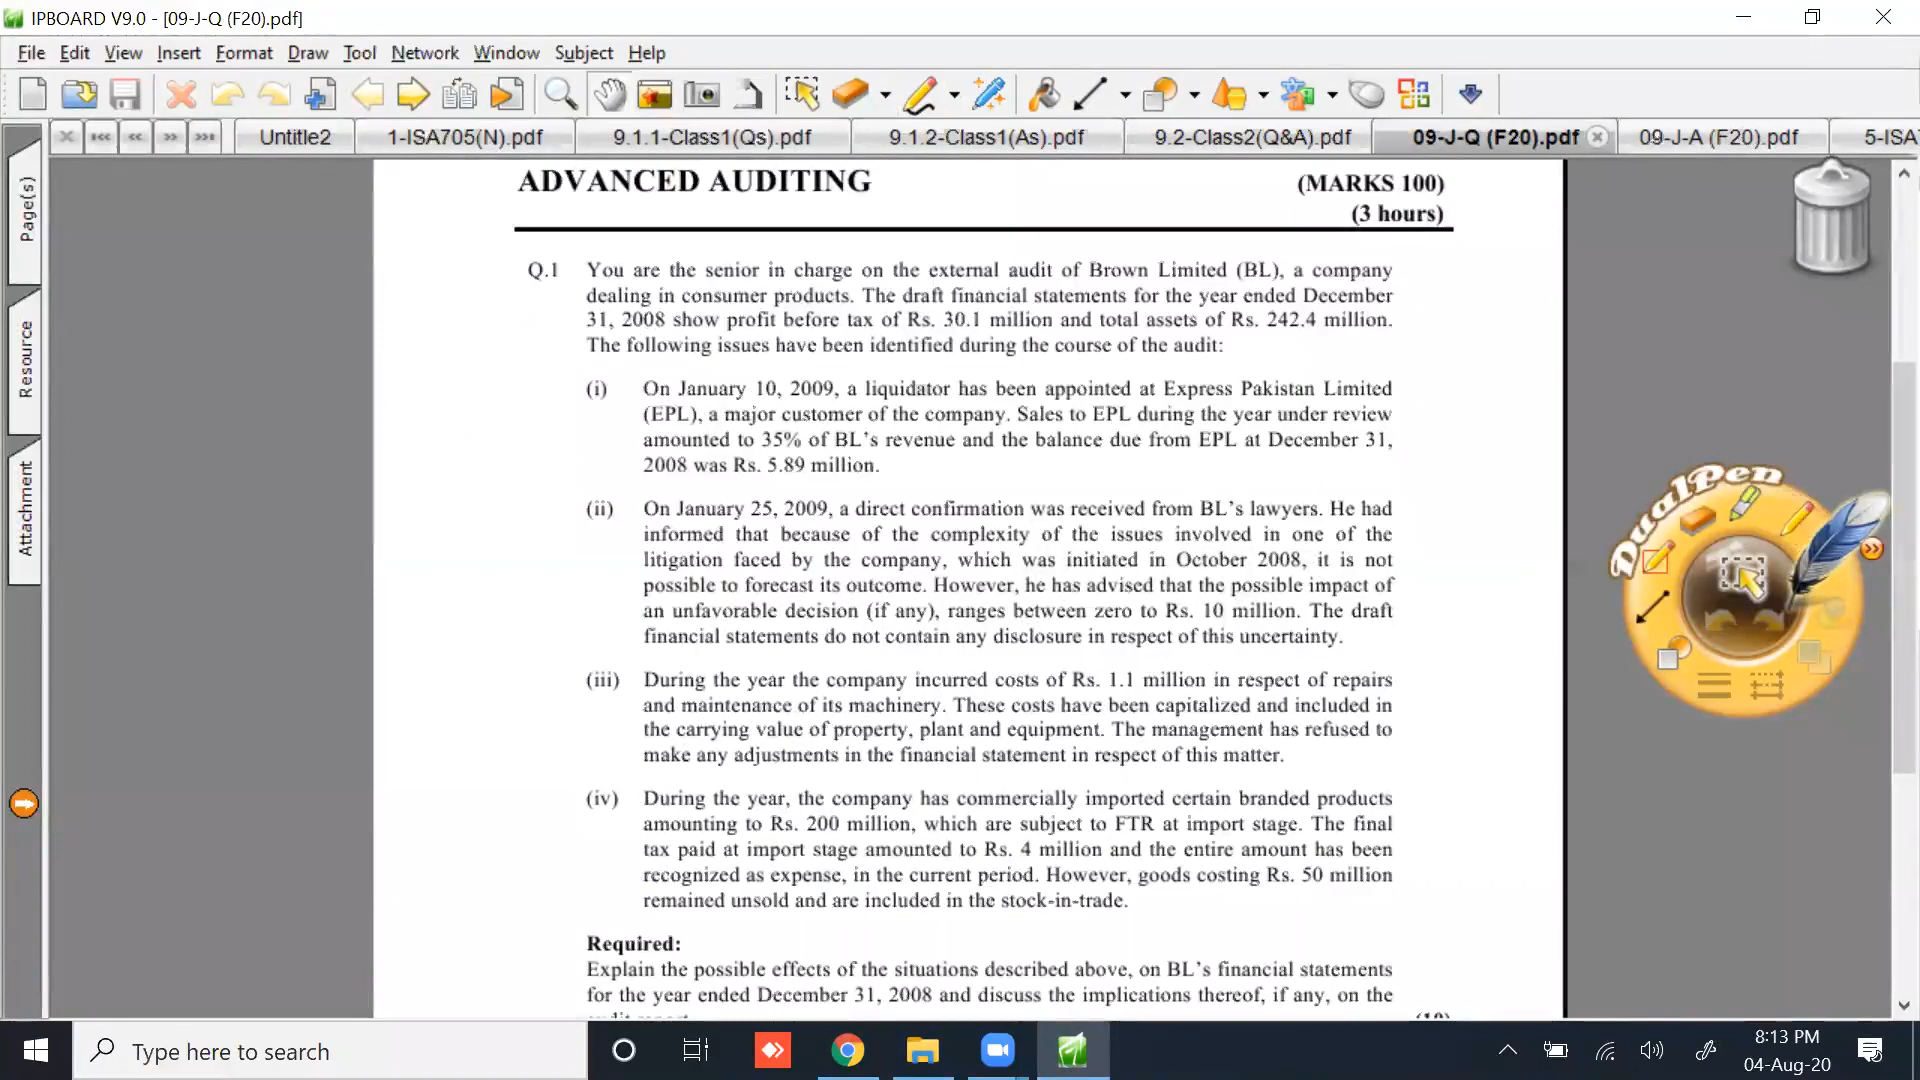 IPBOARD V9.0 - [09-J-Q (F20).pdf]
File Edit View Insert Format Draw Tool Network Window Subject Help
Untitle2 1-ISA705(N).pdf 9.1.1-Class1(Qs).pdf 9.1.2-Class1(As).pdf 9.2-Class2(Q&A).pdf 09-J-Q (F20).pdf 09-J-A (F20).pdf 5-ISA
Page(s)
Resource
Attachment
ADVANCED AUDITING (MARKS 100)
(3 hours)
Q.1 You are the senior in charge on the external audit of Brown Limited (BL), a company
dealing in consumer products. The draft financial statements for the year ended December
31, 2008 show profit before tax of Rs. 30.1 million and total assets of Rs. 242.4 million.
The following issues have been identified during the course of the audit:
(i) On January 10, 2009, a liquidator has been appointed at Express Pakistan Limited
(EPL), a major customer of the company. Sales to EPL during the year under review
amounted to 35% of BL's revenue and the balance due from EPL at December 31,
2008 was Rs. 5.89 million.
(ii) On January 25, 2009, a direct confirmation was received from BL's lawyers. He had
informed that because of the complexity of the issues involved in one of the
litigation faced by the company, which was initiated in October 2008, it is not
possible to forecast its outcome. However, he has advised that the possible impact of
an unfavorable decision (if any), ranges between zero to Rs. 10 million. The draft
financial statements do not contain any disclosure in respect of this uncertainty.
(iii) During the year the company incurred costs of Rs. 1.1 million in respect of repairs
and maintenance of its machinery. These costs have been capitalized and included in
the carrying value of property, plant and equipment. The management has refused to
make any adjustments in the financial statement in respect of this matter.
(iv) During the year, the company has commercially imported certain branded products
amounting to Rs. 200 million, which are subject to FTR at import stage. The final
tax paid at import stage amounted to Rs. 4 million and the entire amount has been
recognized as expense, in the current period. However, goods costing Rs. 50 million
remained unsold and are included in the stock-in-trade.
Required:
Explain the possible effects of the situations described above, on BL's financial statements
for the year ended December 31, 2008 and discuss the implications thereof, if any, on the
DualPen
Type here to search
8:13 PM
04-Aug-20